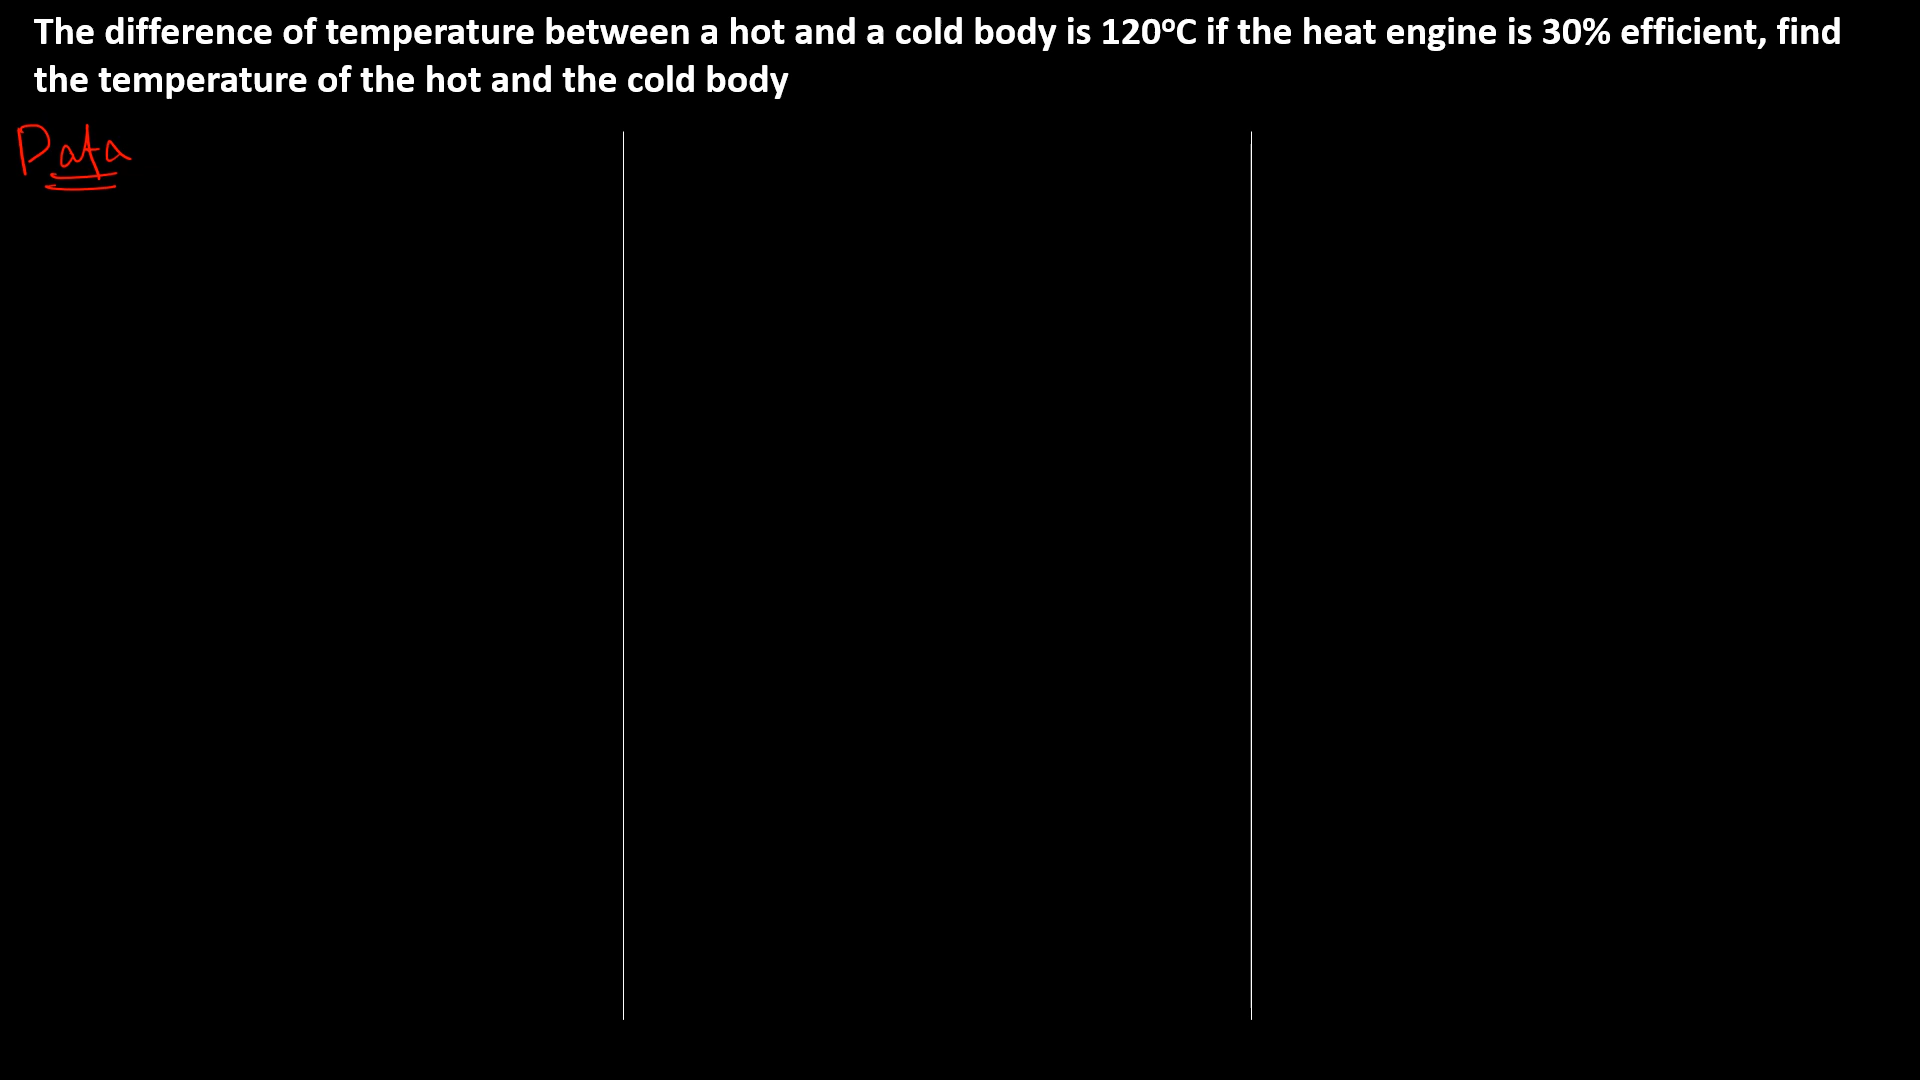 The difference of temperature between a hot and a cold body is 120ºC if the heat engine is 30% efficient, find
the temperature of the hot and the cold body
Data